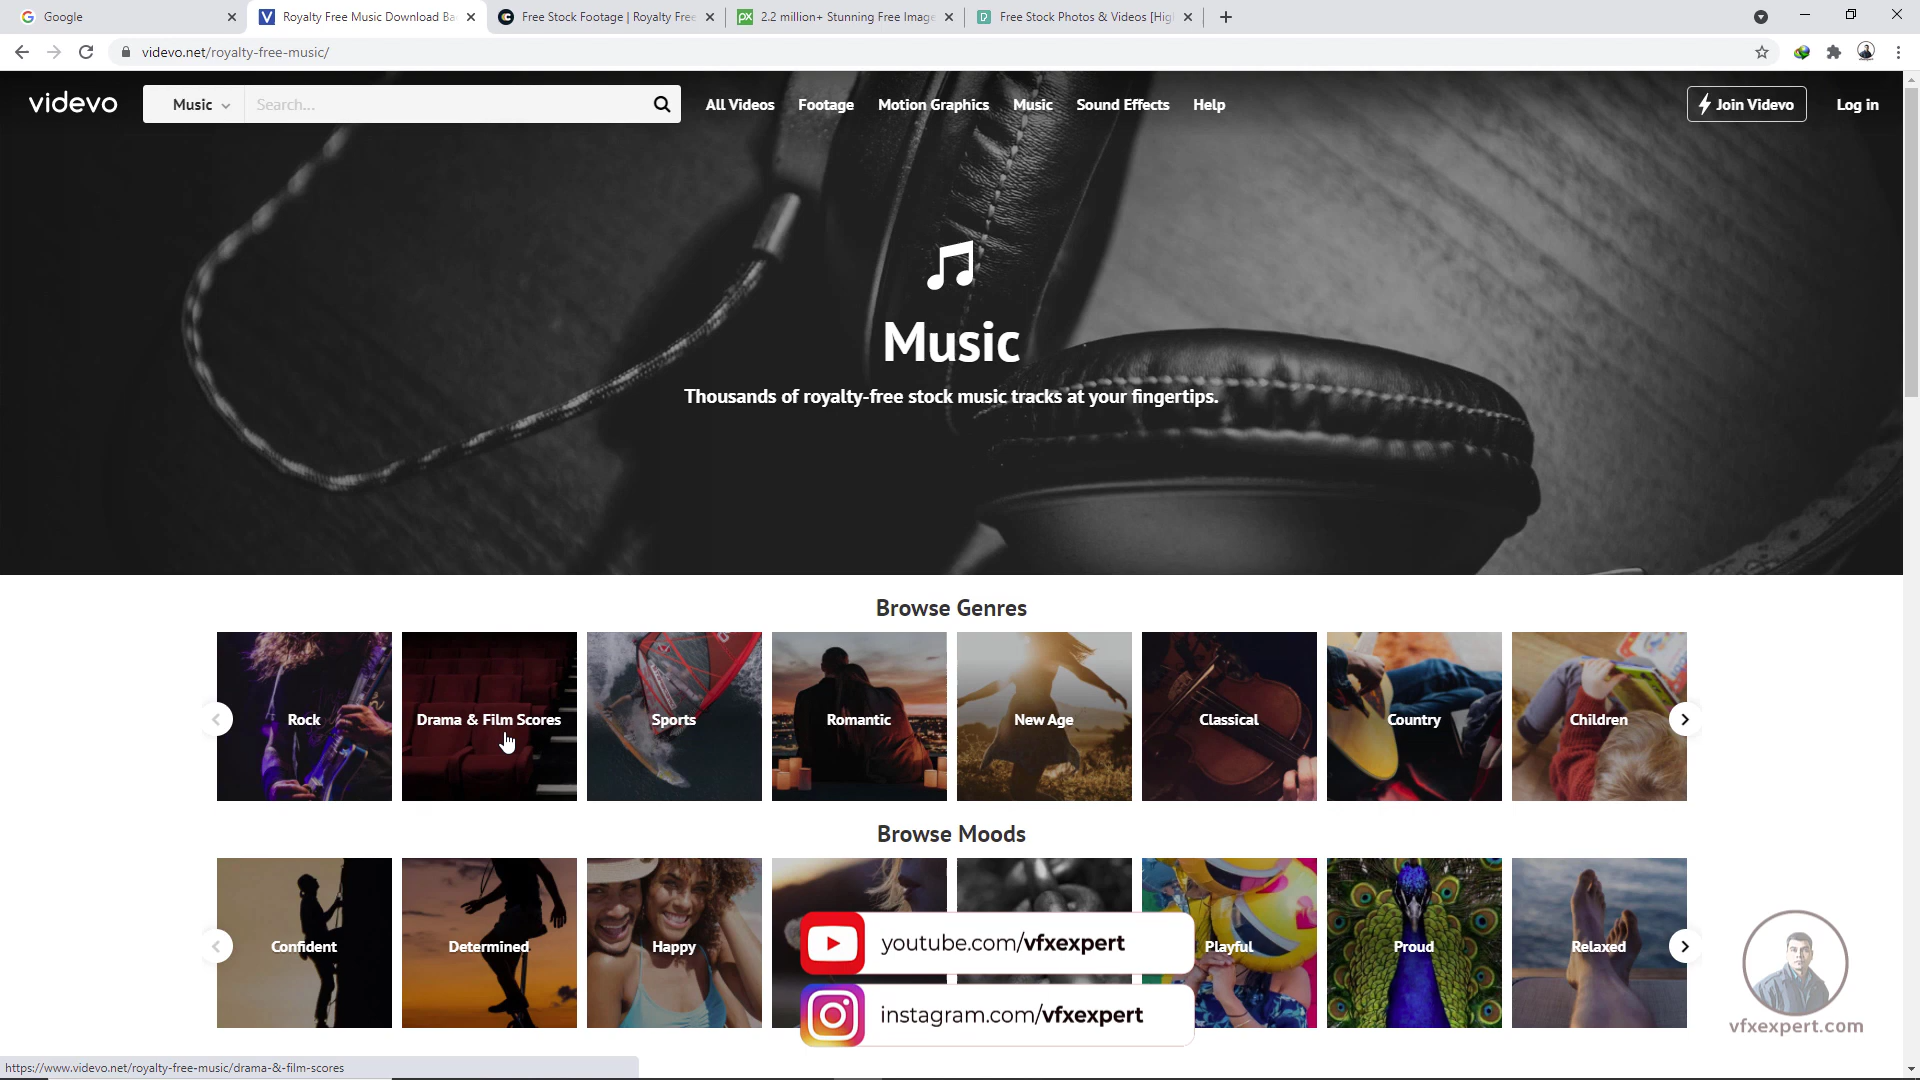 Google
Royalty Free Music Download Ba
Free Stock Footage | Royalty Free
2.2 million+ Stunning Free Image
Free Stock Photos & Videos [Hig
videvo.net/royalty-free-music/
videvo
Music
Search...
All Videos
Footage
Motion Graphics
Music
Sound Effects
Help
Join Videvo
Log in
Music
Thousands of royalty-free stock music tracks at your fingertips.
Browse Genres
Rock
Drama & Film Scores
Sports
Romantic
New Age
Classical
Country
Children
Browse Moods
Confident
Determined
Happy
Playful
Proud
Relaxed
youtube.com/vfxexpert
instagram.com/vfxexpert
vfxexpert.com
https://www.videvo.net/royalty-free-music/drama-&-film-scores